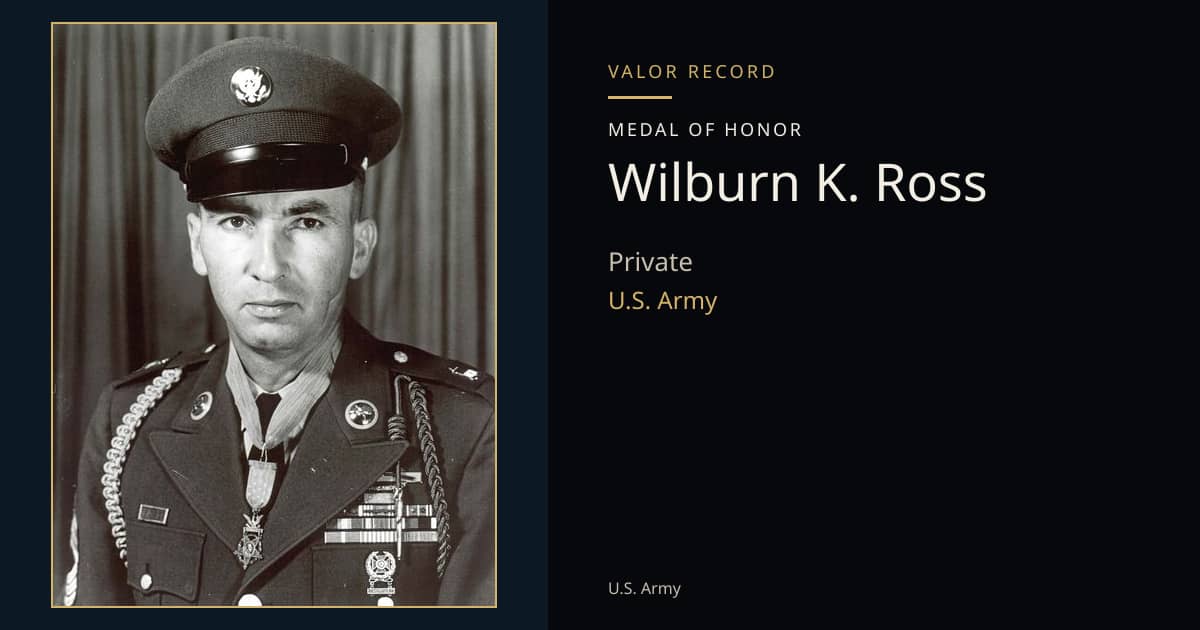 VALOR RECORD
MEDAL OF HONOR
Wilburn K. Ross
Private
U.S. Army
U.S. Army